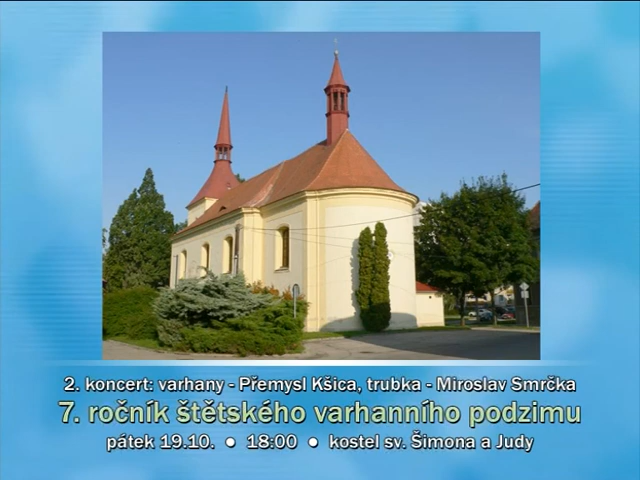 2. koncert: varhany - Přemysl Kšica, trubka - Miroslav Smrčka
7. ročník štětského varhanního podzimu
pátek 19.10. ● 18:00 ● kostel sv. Šimona a Judy